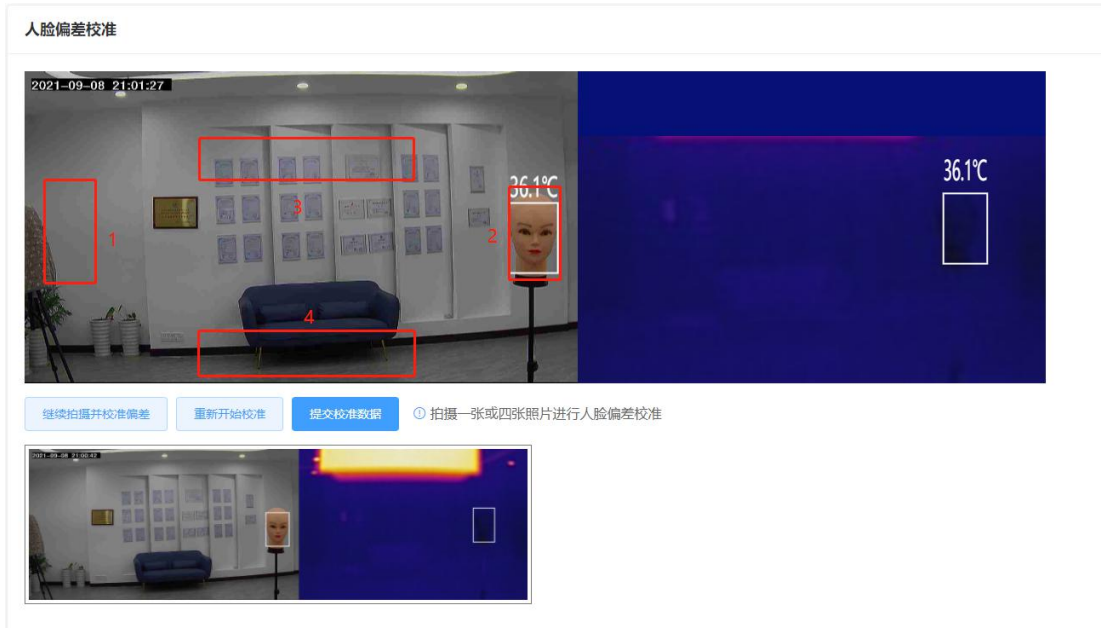 人脸偏差校准
2021-09-08 21:01:27
36.1℃
36.1℃
1
2
3
4
继续拍摄并校准偏差
重新开始校准
提交校准数据
拍摄一张或四张照片进行人脸偏差校准
2021-09-08 21:00:42